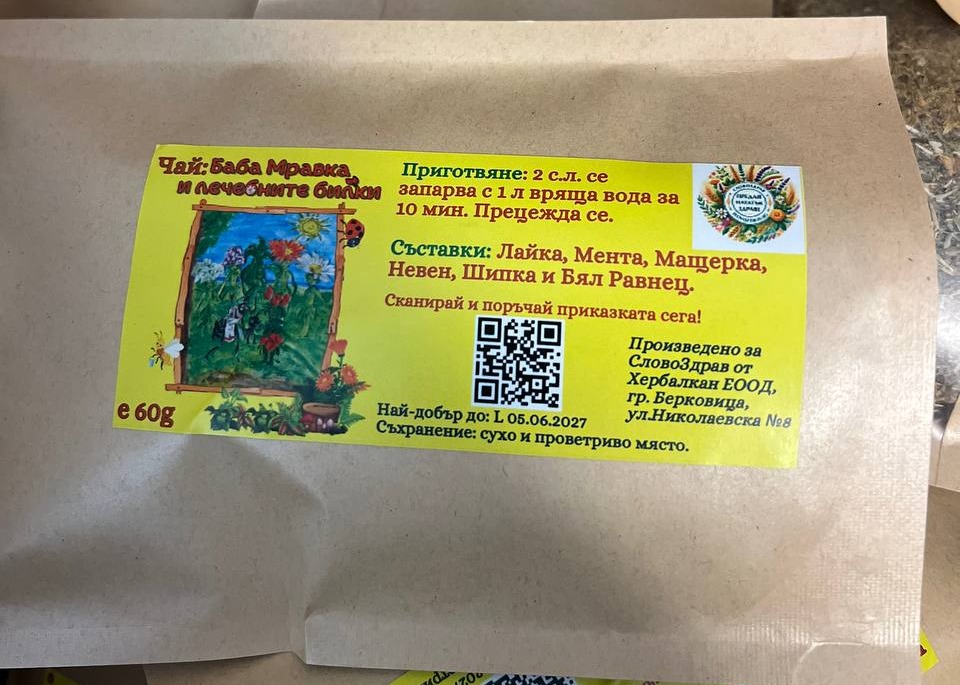 Чай: Баба Мравка
и лечебните билки
Приготвяне: 2 с.л. се
запарва с 1 л вряща вода за
10 мин. Прецежда се.
Съставки: Лайка, Мента, Мащерка,
Невен, Шипка и Бял Равнец.
Сканирай и поръчай приказката сега!
Произведено за
СловоЗдрав от
Хербалкан ЕООД,
гр. Берковица,
ул.Николаевска №8
Най-добър до: L 05.06.2027
Съхранение: сухо и проветриво място.
e 60g